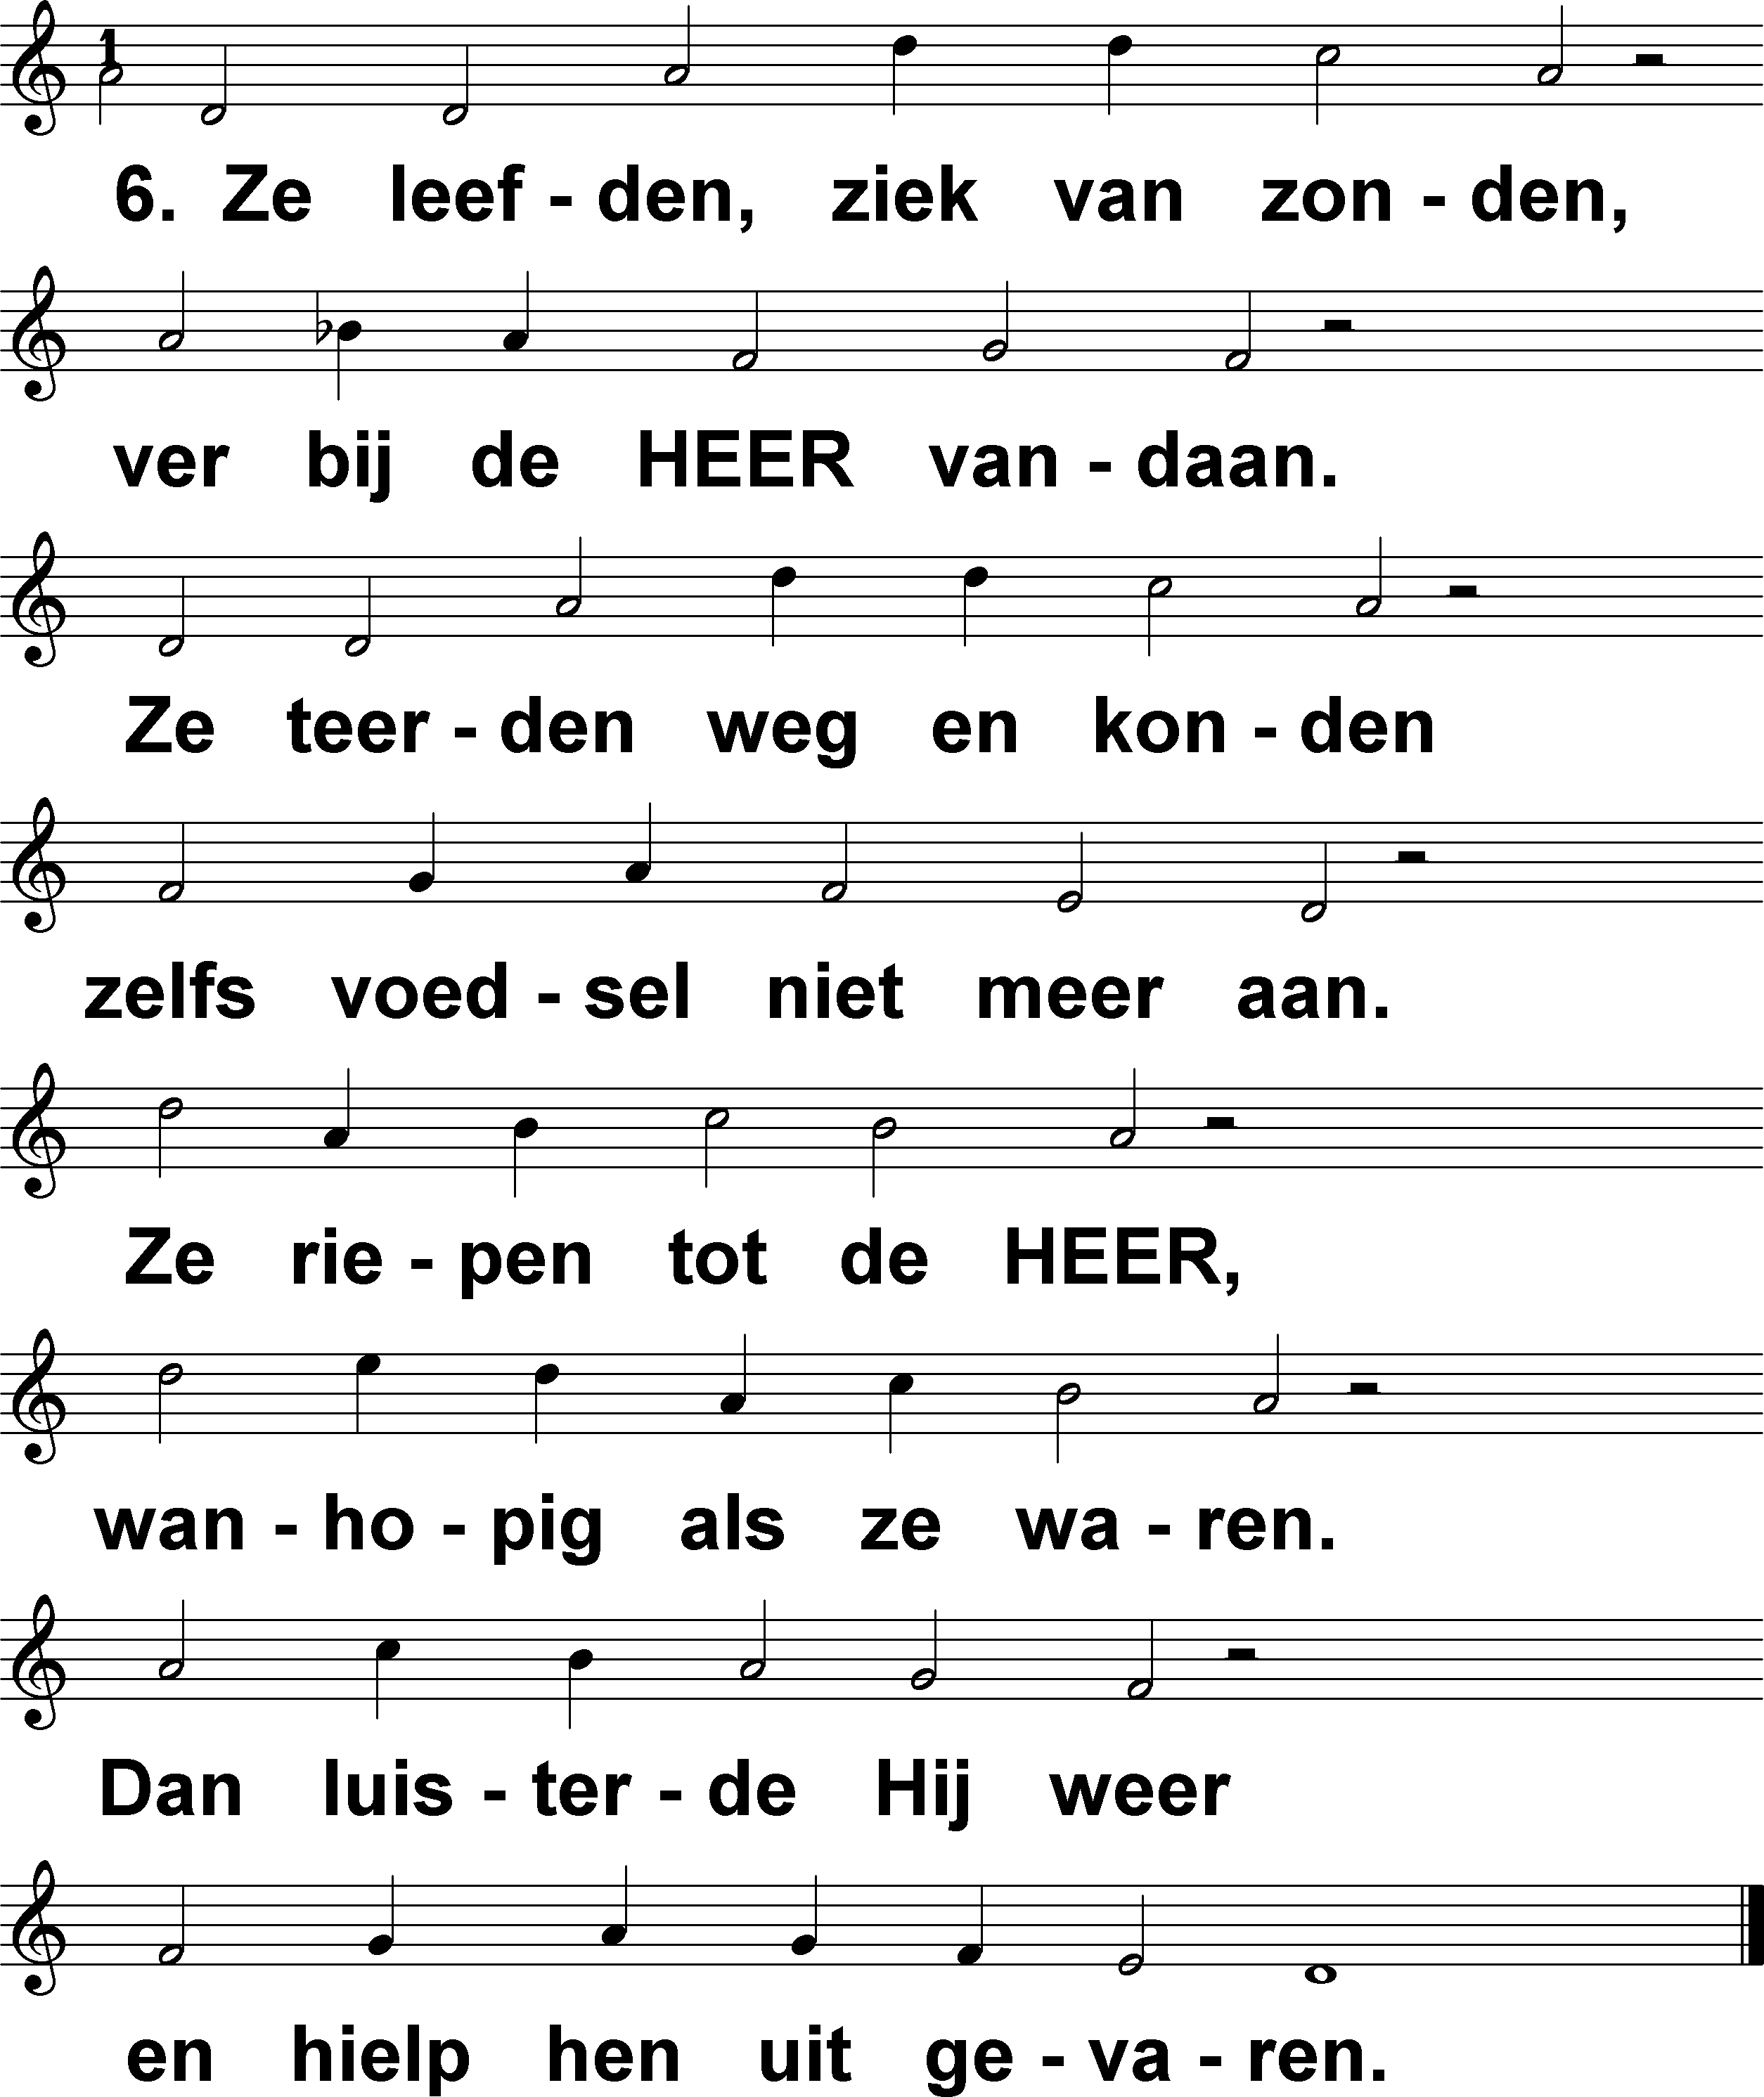 1
6. Ze leef - den, ziek van zon - den,
ver bij de HEER van - daan.
Ze teer - den weg en kon - den
zelfs voed - sel niet meer aan.
Ze rie - pen tot de HEER,
wan - ho - pig als ze wa - ren.
Dan luis - ter - de Hij weer
en hielp hen uit ge - va - ren.